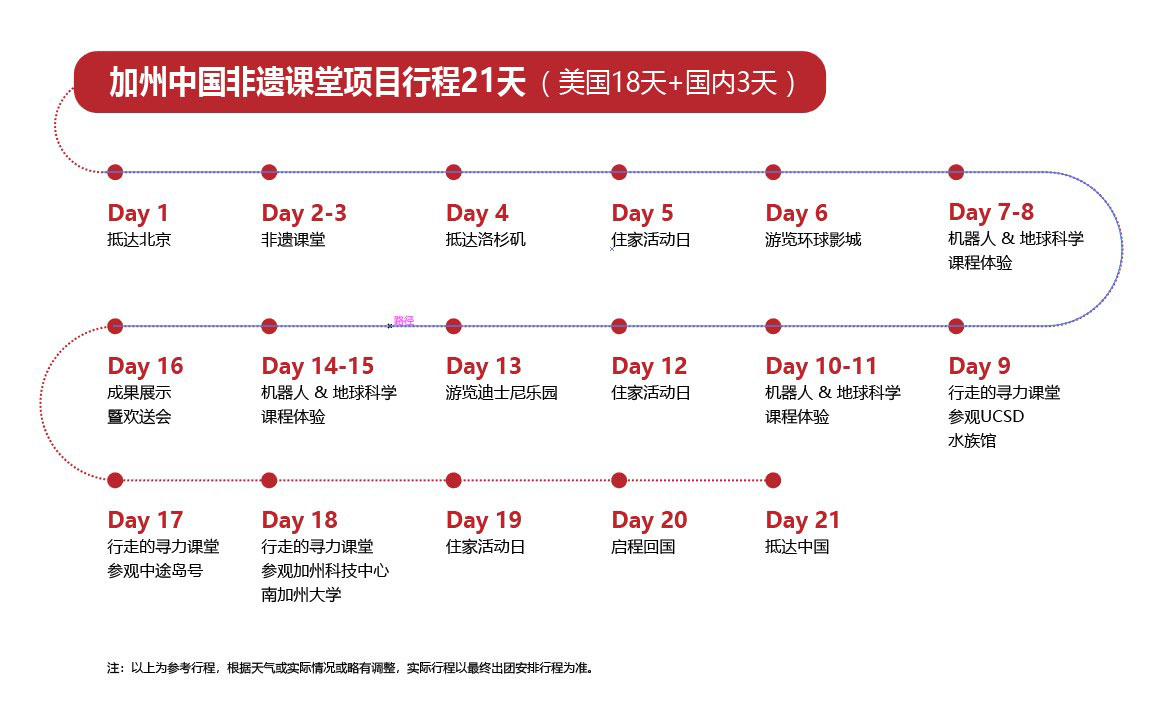 加州中国非遗课堂项目行程21天（美国18天+国内3天）
Day 1
抵达北京
Day 2-3
非遗课堂
Day 4
抵达洛杉矶
Day 5
住家活动日
Day 6
游览环球影城
Day 7-8
机器人 & 地球科学
课程体验
路径
Day 16
成果展示
暨欢送会
Day 14-15
机器人 & 地球科学
课程体验
Day 13
游览迪士尼乐园
Day 12
住家活动日
Day 10-11
机器人 & 地球科学
课程体验
Day 9
行走的寻力课堂
参观UCSD
水族馆
Day 17
行走的寻力课堂
参观中途岛号
Day 18
行走的寻力课堂
参观加州科技中心
南加州大学
Day 19
住家活动日
Day 20
启程回国
Day 21
抵达中国
注：以上为参考行程，根据天气或实际情况或略有调整，实际行程以最终出团安排行程为准。